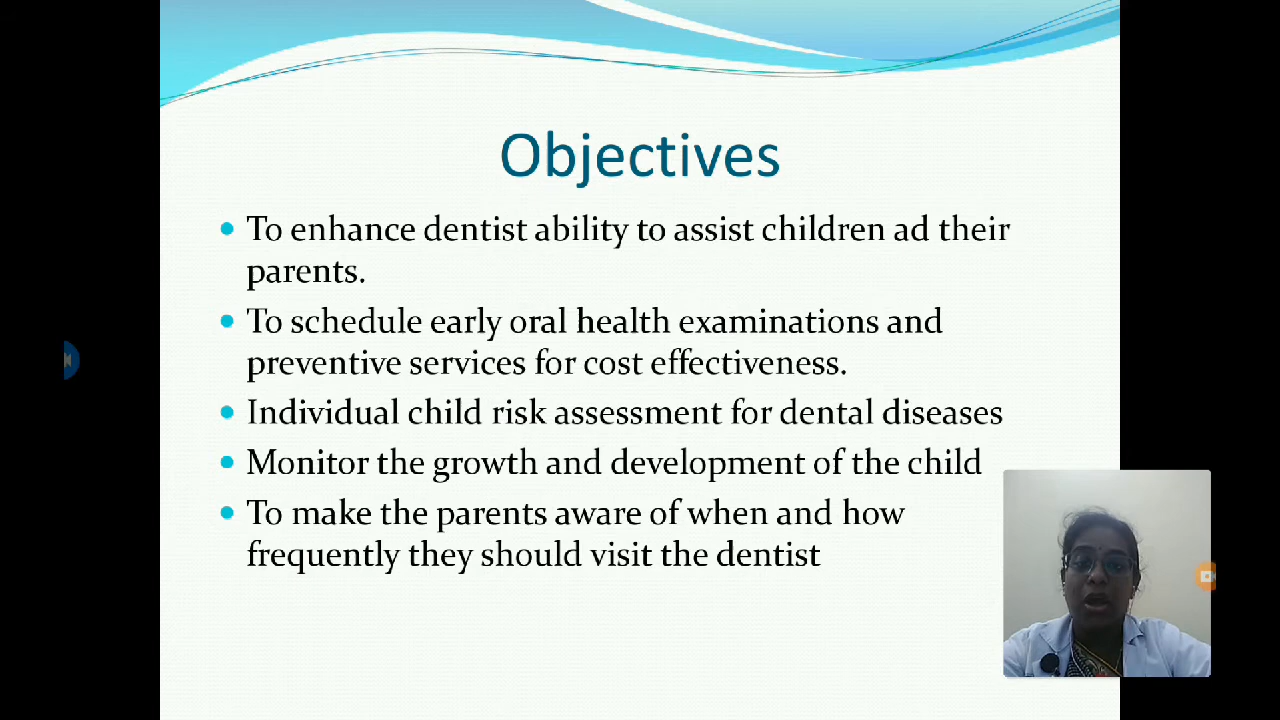 Objectives
To enhance dentist ability to assist children ad their
parents.
To schedule early oral health examinations and
preventive services for cost effectiveness.
Individual child risk assessment for dental diseases
Monitor the growth and development of the child
To make the parents aware of when and how
frequently they should visit the dentist